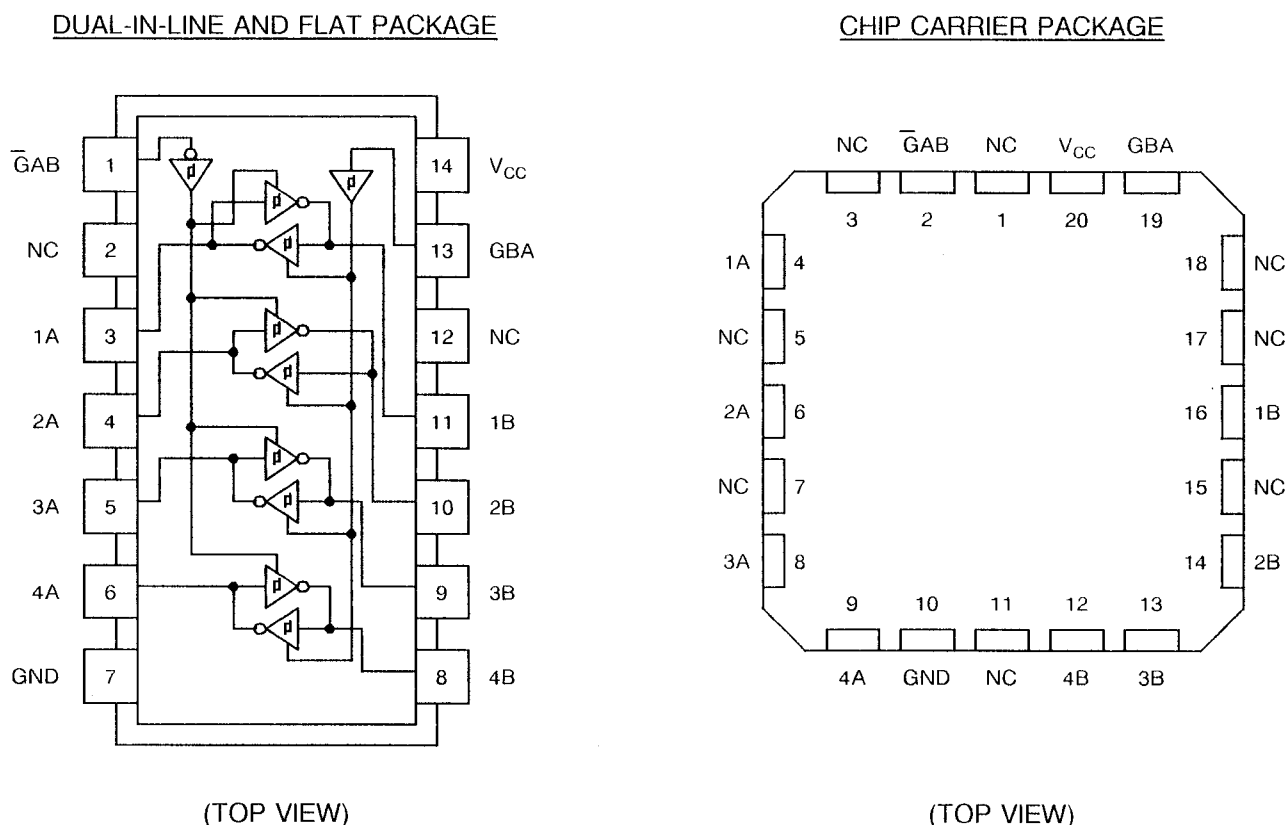 DUAL-IN-LINE AND FLAT PACKAGE
G̅AB 1 14 VCC
NC 2 13 GBA
1A 3 12 NC
2A 4 11 1B
3A 5 10 2B
4A 6 9 3B
GND 7 8 4B
(TOP VIEW)
CHIP CARRIER PACKAGE
NC G̅AB NC VCC GBA
3 2 1 20 19
1A 4 18 NC
NC 5 17 NC
2A 6 16 1B
NC 7 15 NC
3A 8 14 2B
9 10 11 12 13
4A GND NC 4B 3B
(TOP VIEW)